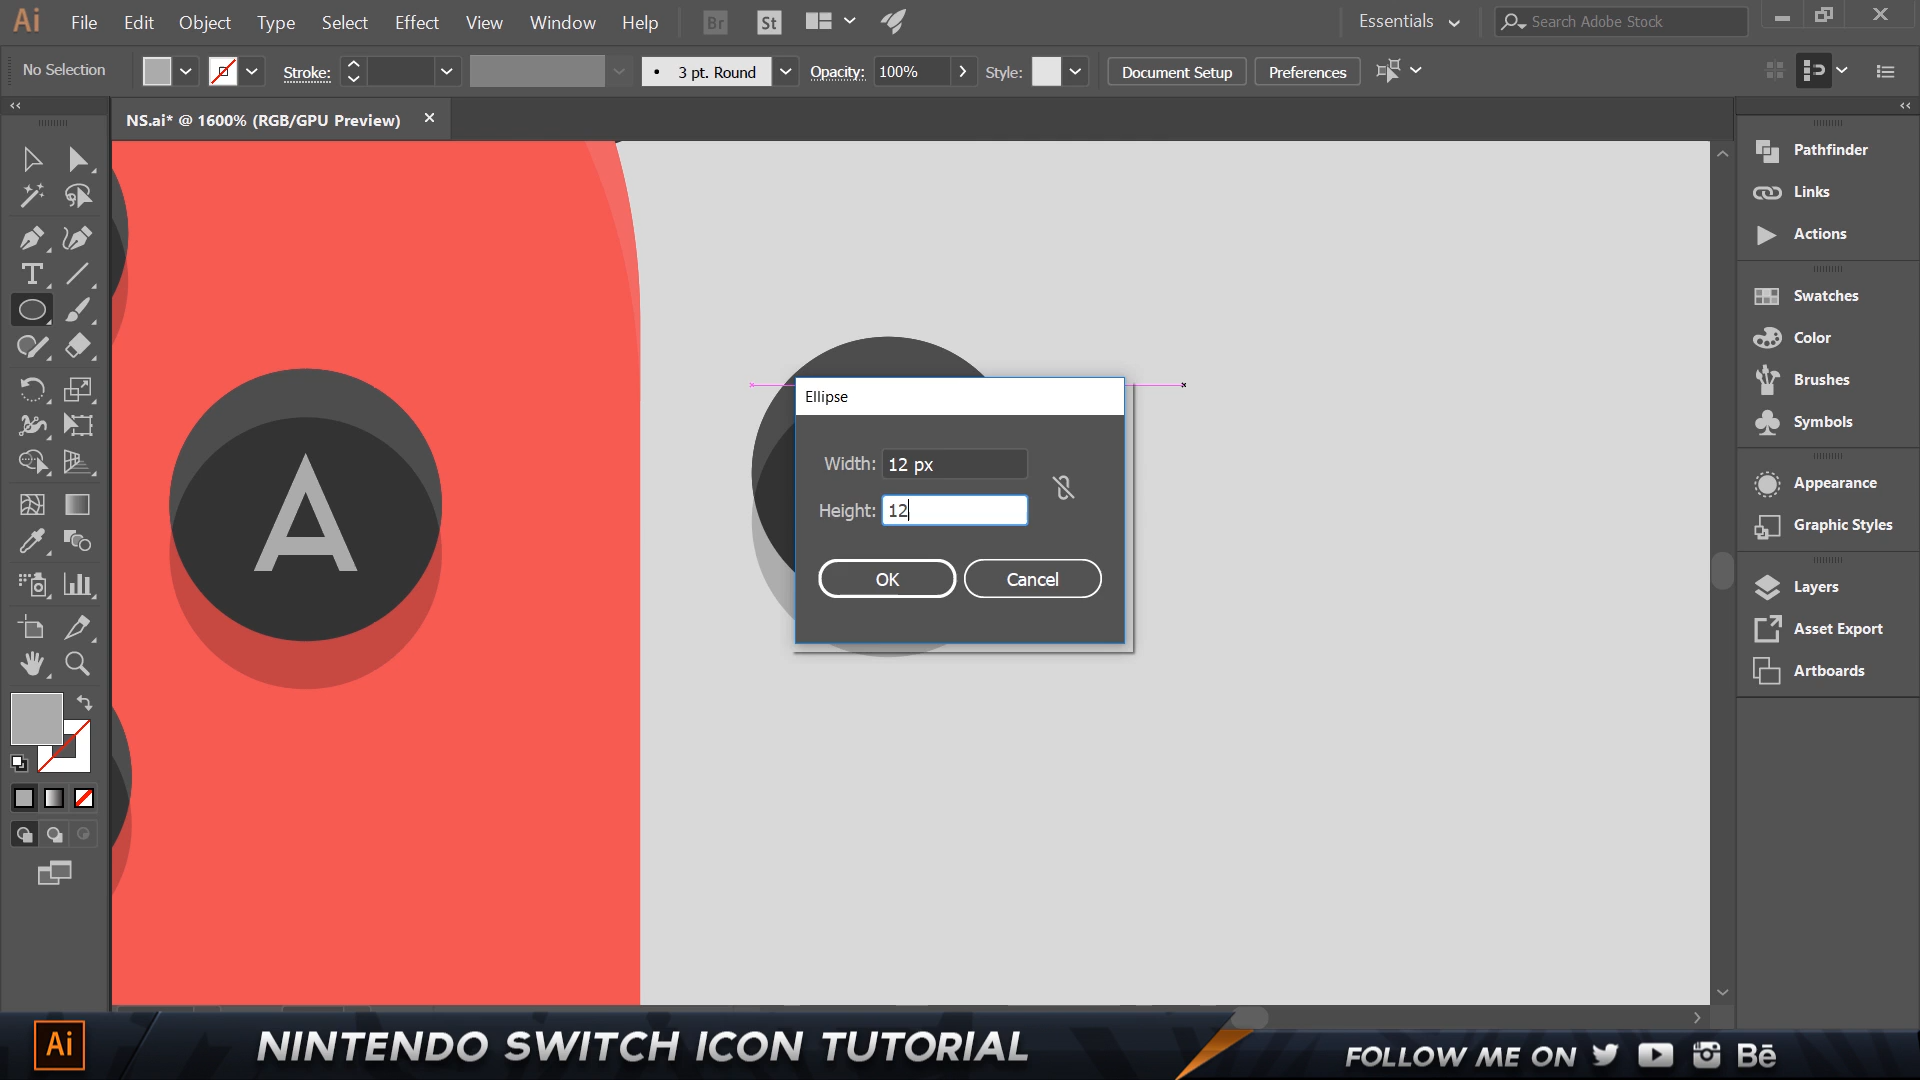 Ai File Edit Object Type Select Effect View Window Help Br St Essentials Search Adobe Stock
No Selection Stroke: 3 pt. Round Opacity: 100% Style: Document Setup Preferences
NS.ai* @ 1600% (RGB/GPU Preview)
Pathfinder
Links
Actions
Swatches
Color
Brushes
Symbols
Appearance
Graphic Styles
Layers
Asset Export
Artboards
A
Ellipse
Width: 12 px
Height: 12
OK Cancel
Ai NINTENDO SWITCH ICON TUTORIAL FOLLOW ME ON Bē